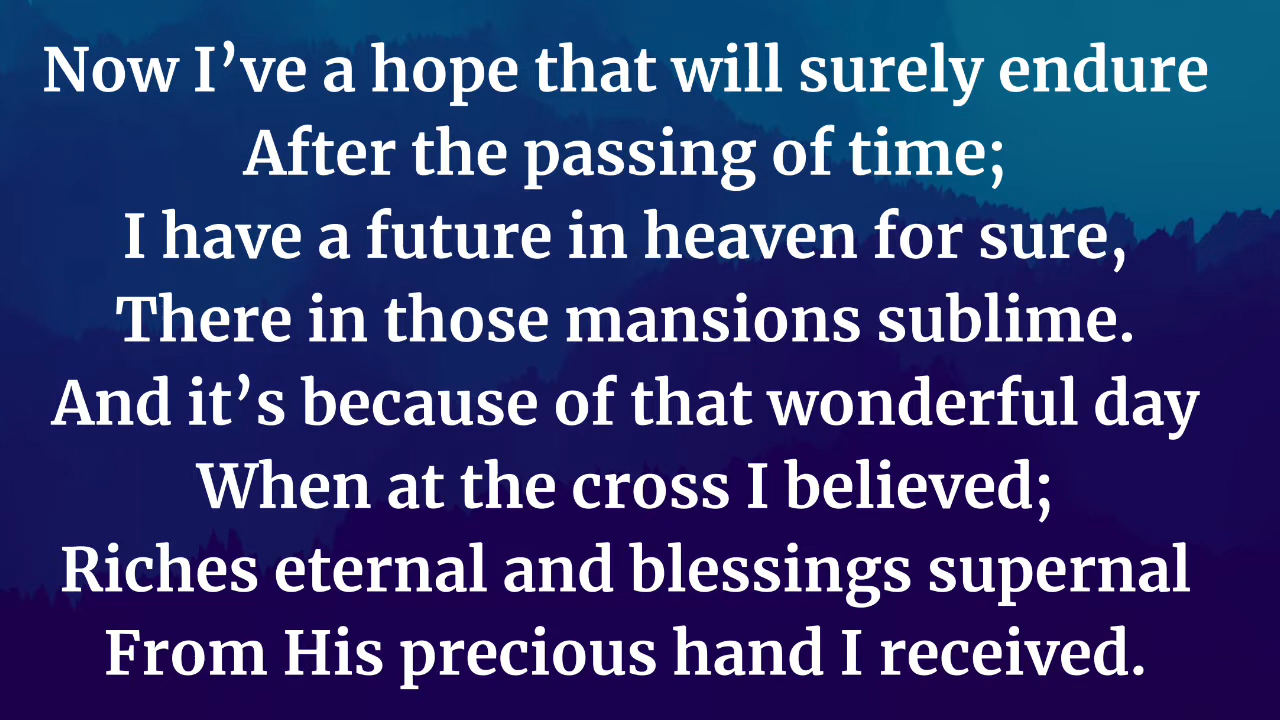 Now I’ve a hope that will surely endure
After the passing of time;
I have a future in heaven for sure,
There in those mansions sublime.
And it’s because of that wonderful day
When at the cross I believed;
Riches eternal and blessings supernal
From His precious hand I received.